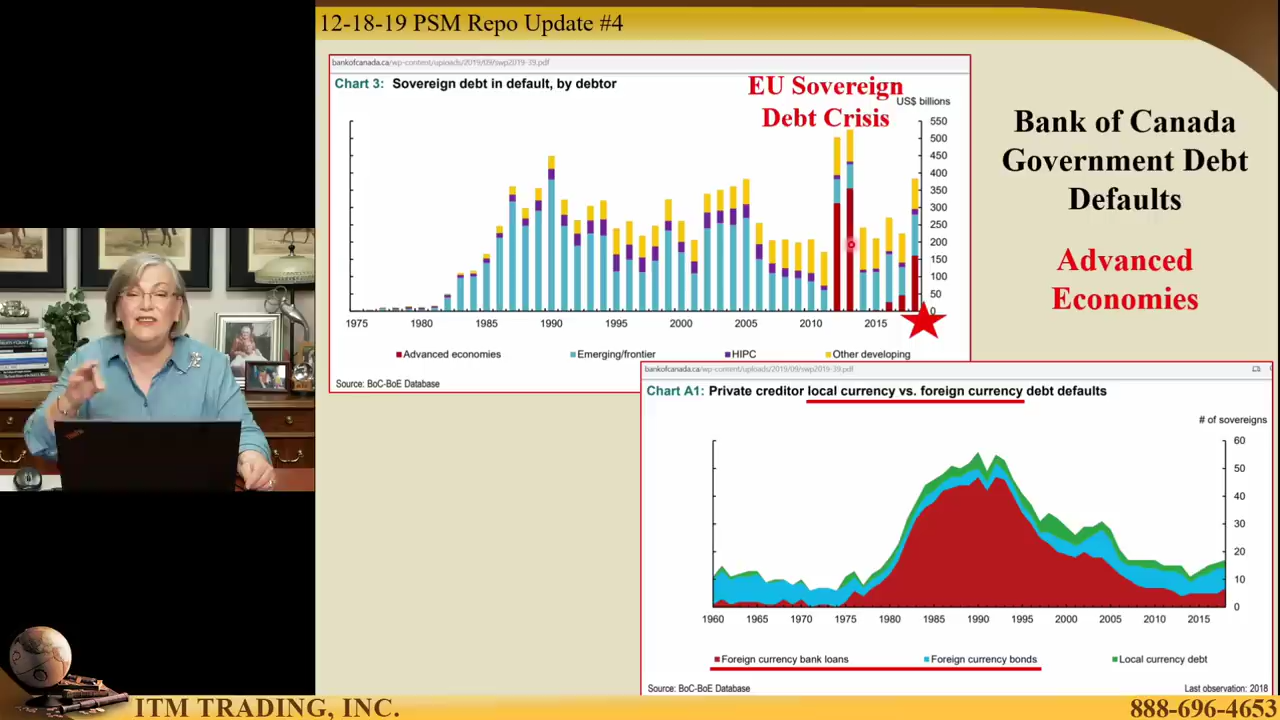 12-18-19 PSM Repo Update #4
bankofcanada.ca/wp-content/uploads/2019/09/swp2019-39.pdf
Chart 3: Sovereign debt in default, by debtor
EU Sovereign
Debt Crisis
US$ billions
550
500
450
400
350
300
250
200
150
100
50
0
1975 1980 1985 1990 1995 2000 2005 2010 2015
Advanced economies Emerging/frontier HIPC Other developing
Source: BoC-BoE Database
Bank of Canada
Government Debt
Defaults
Advanced
Economies
bankofcanada.ca/wp-content/uploads/2019/09/swp2019-39.pdf
Chart A1: Private creditor local currency vs. foreign currency debt defaults
# of sovereigns
60
50
40
30
20
10
0
1960 1965 1970 1975 1980 1985 1990 1995 2000 2005 2010 2015
Foreign currency bank loans Foreign currency bonds Local currency debt
Source: BoC-BoE Database Last observation: 2018
ITM TRADING, INC. 888-696-4653